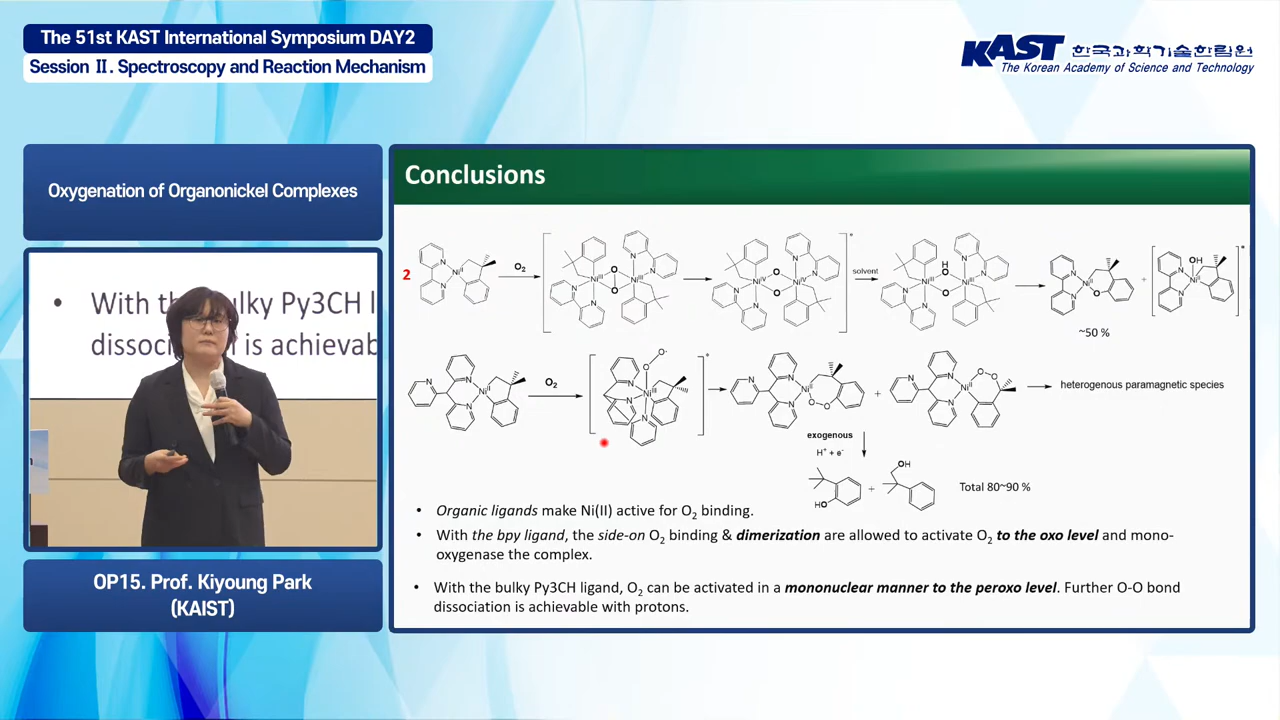 The 51st KAST International Symposium DAY2
Session Ⅱ. Spectroscopy and Reaction Mechanism
KAST 한국과학기술한림원
The Korean Academy of Science and Technology
Oxygenation of Organonickel Complexes
• With th bulky Py3CH l
dissoci n is achievab
OP15. Prof. Kiyoung Park
(KAIST)
Conclusions
2
O2
solvent
+
~50 %
O2
+
heterogenous paramagnetic species
exogenous
H+ + e-
+
Total 80~90 %
• Organic ligands make Ni(II) active for O2 binding.
• With the bpy ligand, the side-on O2 binding & dimerization are allowed to activate O2 to the oxo level and mono-
oxygenase the complex.
• With the bulky Py3CH ligand, O2 can be activated in a mononuclear manner to the peroxo level. Further O-O bond
dissociation is achievable with protons.